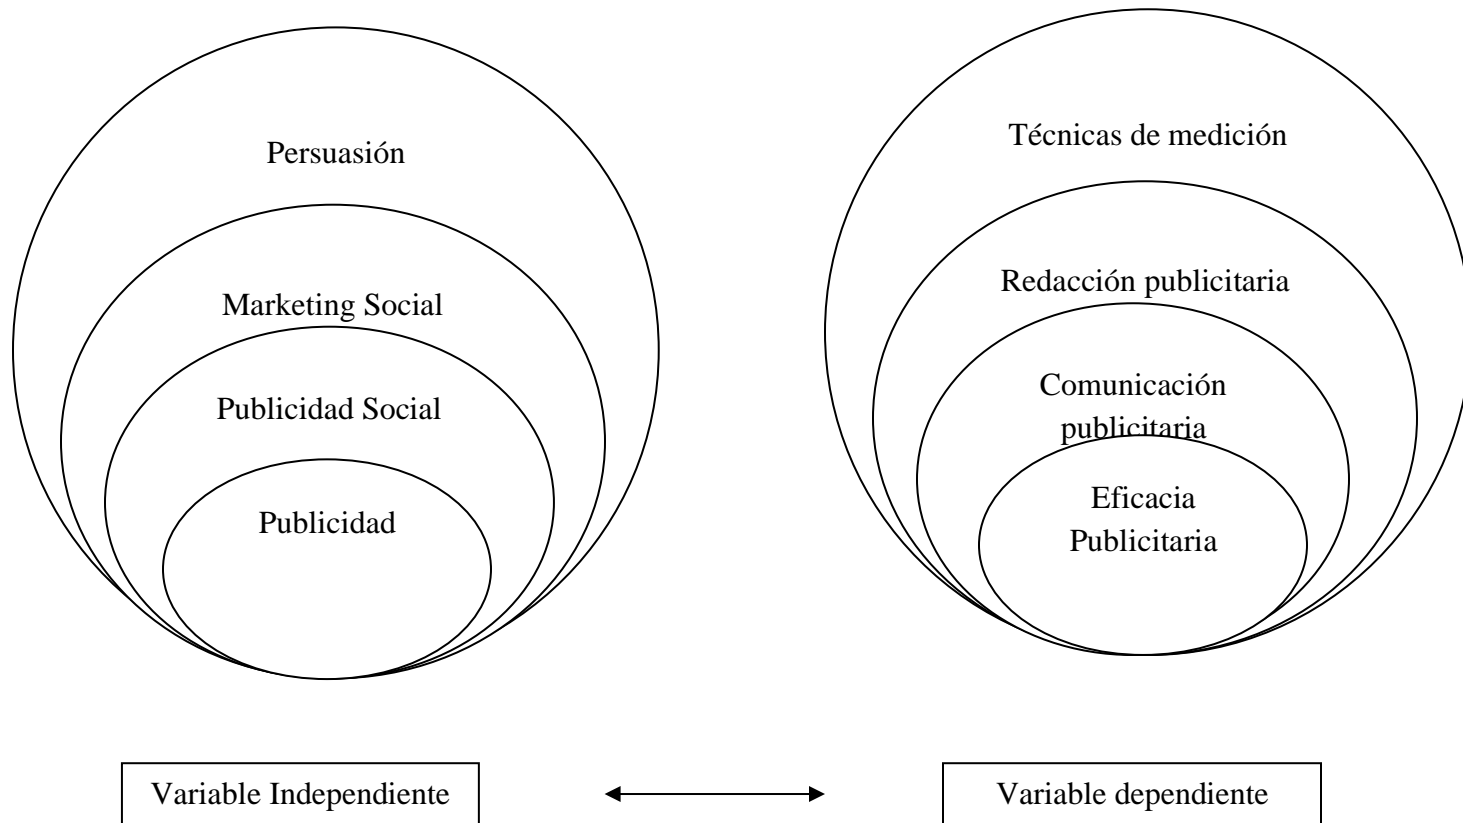 Persuasión
Marketing Social
Publicidad Social
Publicidad
Técnicas de medición
Redacción publicitaria
Comunicación
publicitaria
Eficacia
Publicitaria
Variable Independiente
Variable dependiente